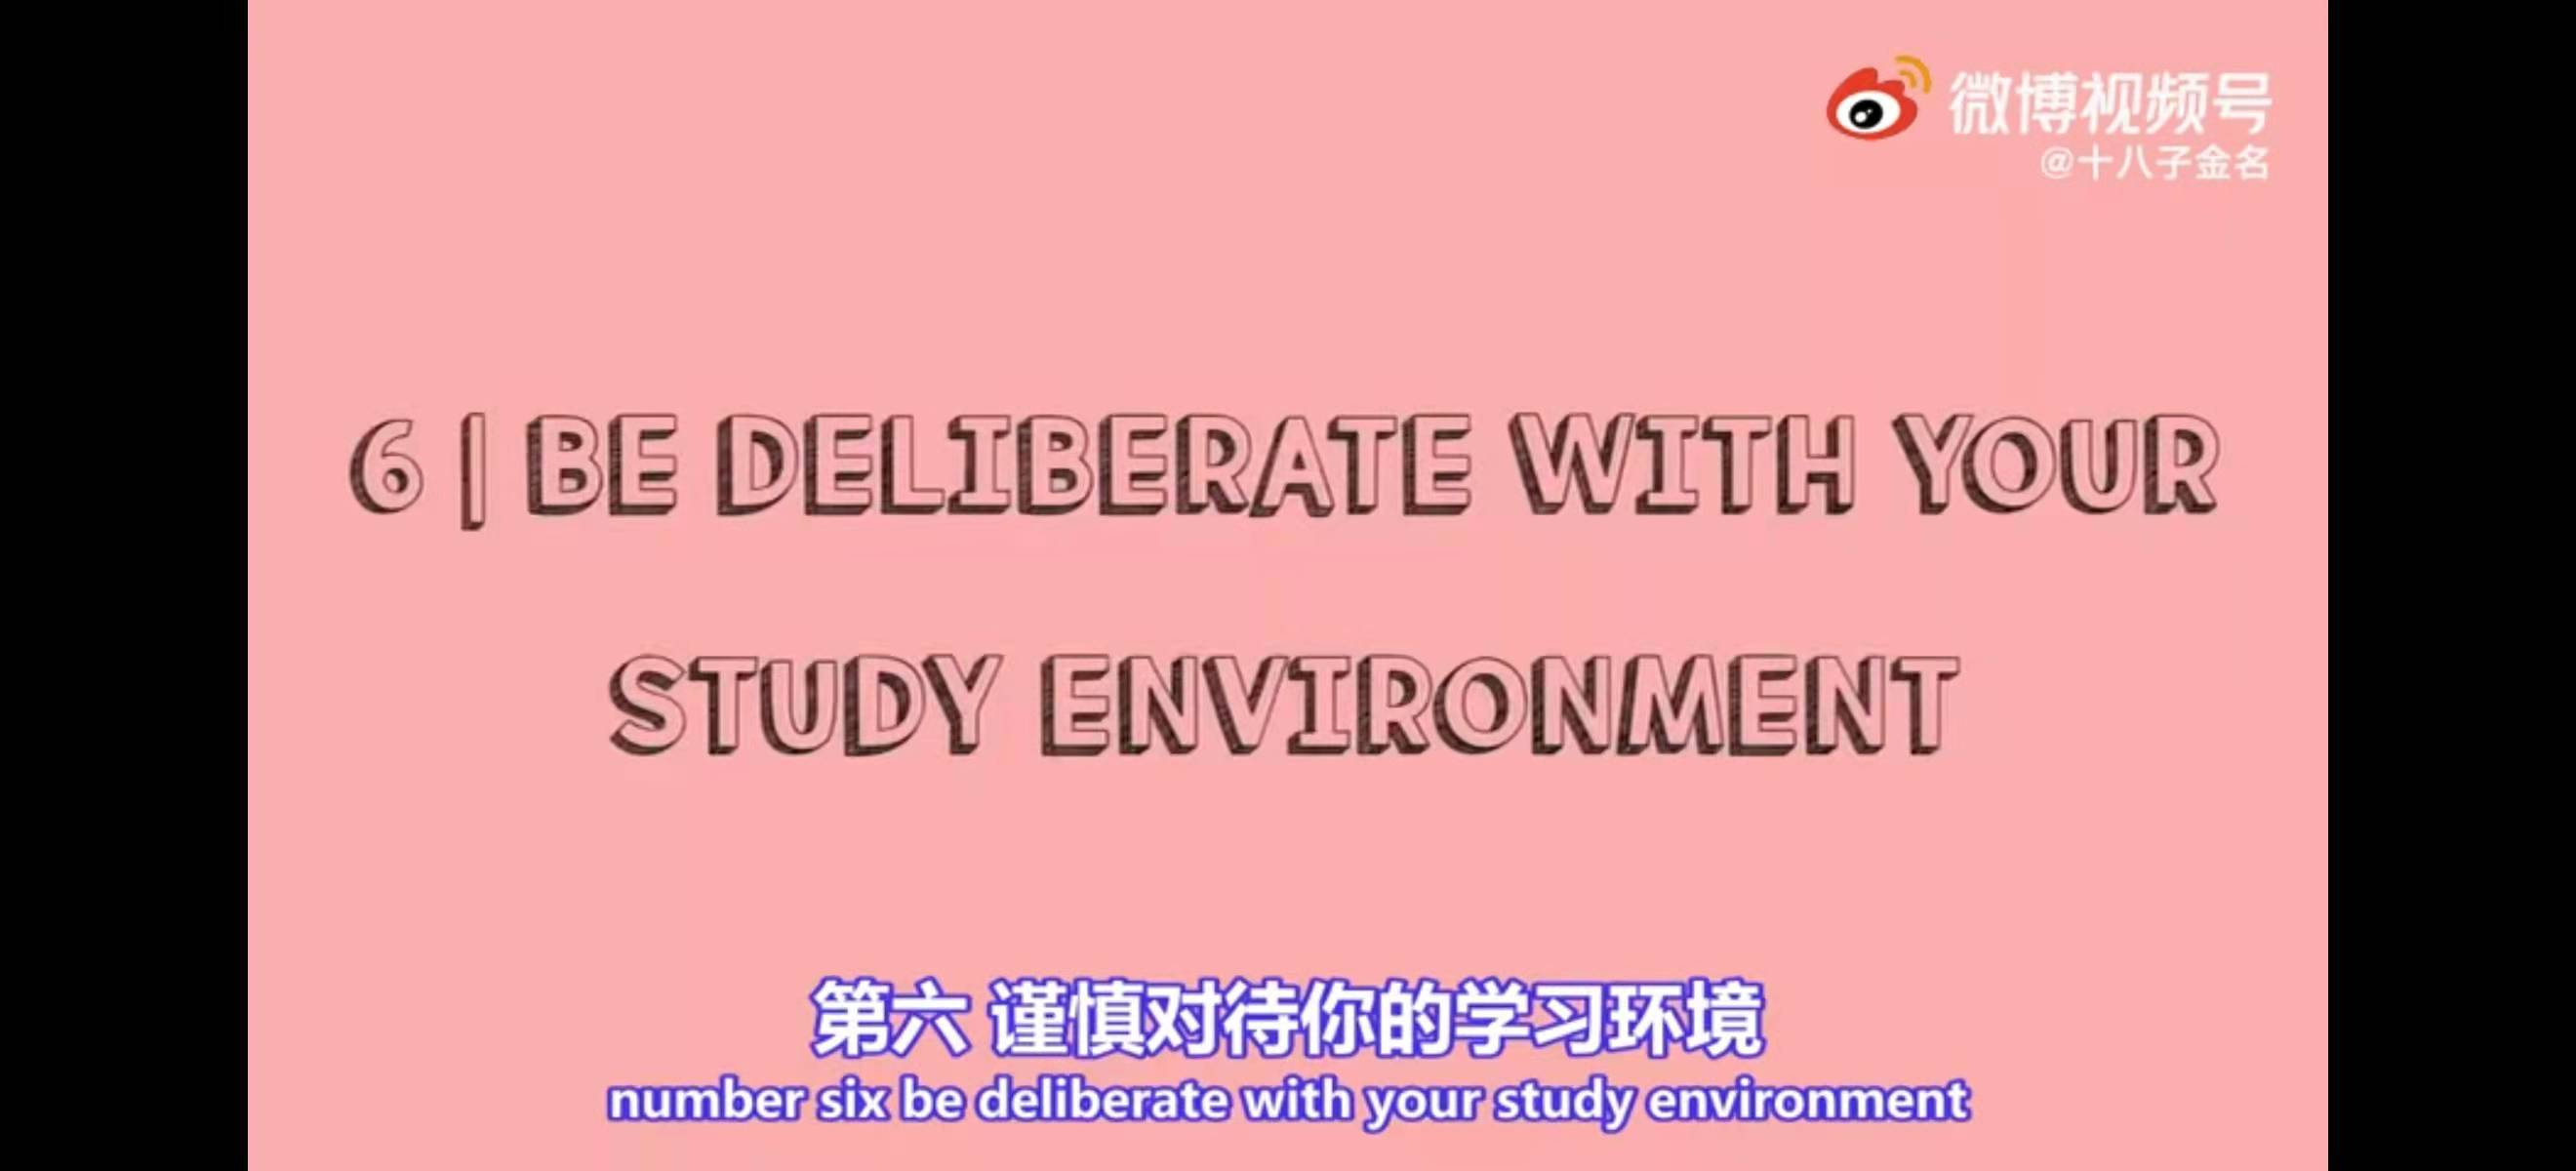 微博视频号
@十八子金名
6 | BE DELIBERATE WITH YOUR
STUDY ENVIRONMENT
第六 谨慎对待你的学习环境
number six be deliberate with your study environment